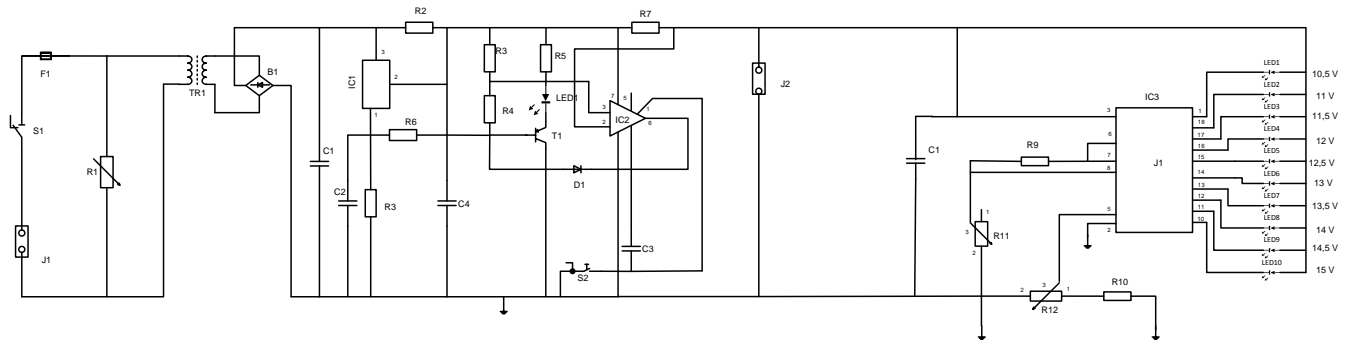 F1
S1
R1
J1
TR1
B1
C1
IC1
3
2
1
R2
R6
C2
R3
C4
R3
R4
R5
LED1
T1
D1
7
5
3
2
1
6
IC2
C3
S2
R7
J2
C1
R9
1
3
2
R11
2
3
1
R12
R10
IC3
J1
3
6
7
8
5
2
1
18
17
16
15
14
13
12
11
10
LED1 10,5 V
LED2 11 V
LED3 11,5 V
LED4 12 V
LED5 12,5 V
LED6 13 V
LED7 13,5 V
LED8 14 V
LED9 14,5 V
LED10 15 V